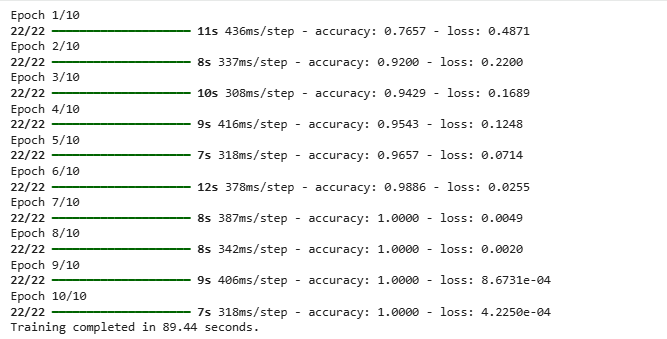 Epoch 1/10
22/22 ━━━━━━━━━━━━━━━━━━━━ 11s 436ms/step - accuracy: 0.7657 - loss: 0.4871
Epoch 2/10
22/22 ━━━━━━━━━━━━━━━━━━━━ 8s 337ms/step - accuracy: 0.9200 - loss: 0.2200
Epoch 3/10
22/22 ━━━━━━━━━━━━━━━━━━━━ 10s 308ms/step - accuracy: 0.9429 - loss: 0.1689
Epoch 4/10
22/22 ━━━━━━━━━━━━━━━━━━━━ 9s 416ms/step - accuracy: 0.9543 - loss: 0.1248
Epoch 5/10
22/22 ━━━━━━━━━━━━━━━━━━━━ 7s 318ms/step - accuracy: 0.9657 - loss: 0.0714
Epoch 6/10
22/22 ━━━━━━━━━━━━━━━━━━━━ 12s 378ms/step - accuracy: 0.9886 - loss: 0.0255
Epoch 7/10
22/22 ━━━━━━━━━━━━━━━━━━━━ 8s 387ms/step - accuracy: 1.0000 - loss: 0.0049
Epoch 8/10
22/22 ━━━━━━━━━━━━━━━━━━━━ 8s 342ms/step - accuracy: 1.0000 - loss: 0.0020
Epoch 9/10
22/22 ━━━━━━━━━━━━━━━━━━━━ 9s 406ms/step - accuracy: 1.0000 - loss: 8.6731e-04
Epoch 10/10
22/22 ━━━━━━━━━━━━━━━━━━━━ 7s 318ms/step - accuracy: 1.0000 - loss: 4.2250e-04
Training completed in 89.44 seconds.